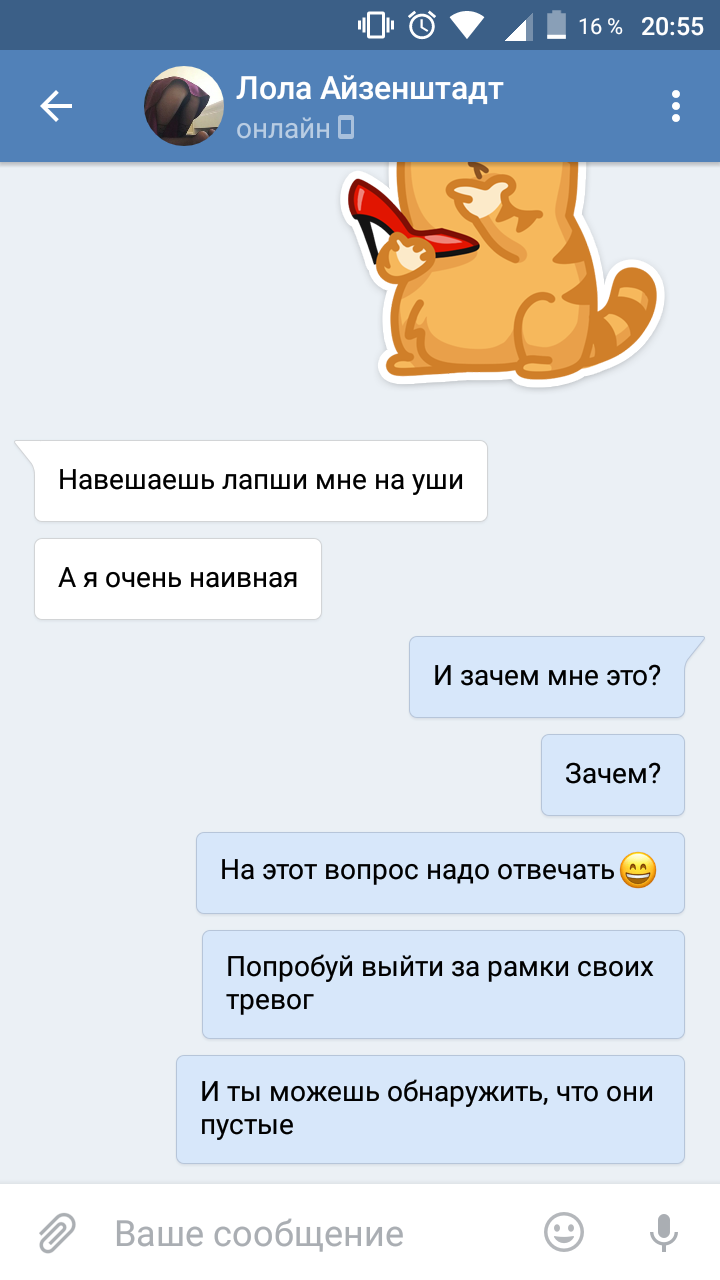 16 % 20:55
Лола Айзенштадт
онлайн
Навешаешь лапши мне на уши
А я очень наивная
И зачем мне это?
Зачем?
На этот вопрос надо отвечать😄
Попробуй выйти за рамки своих
тревог
И ты можешь обнаружить, что они
пустые
Ваше сообщение